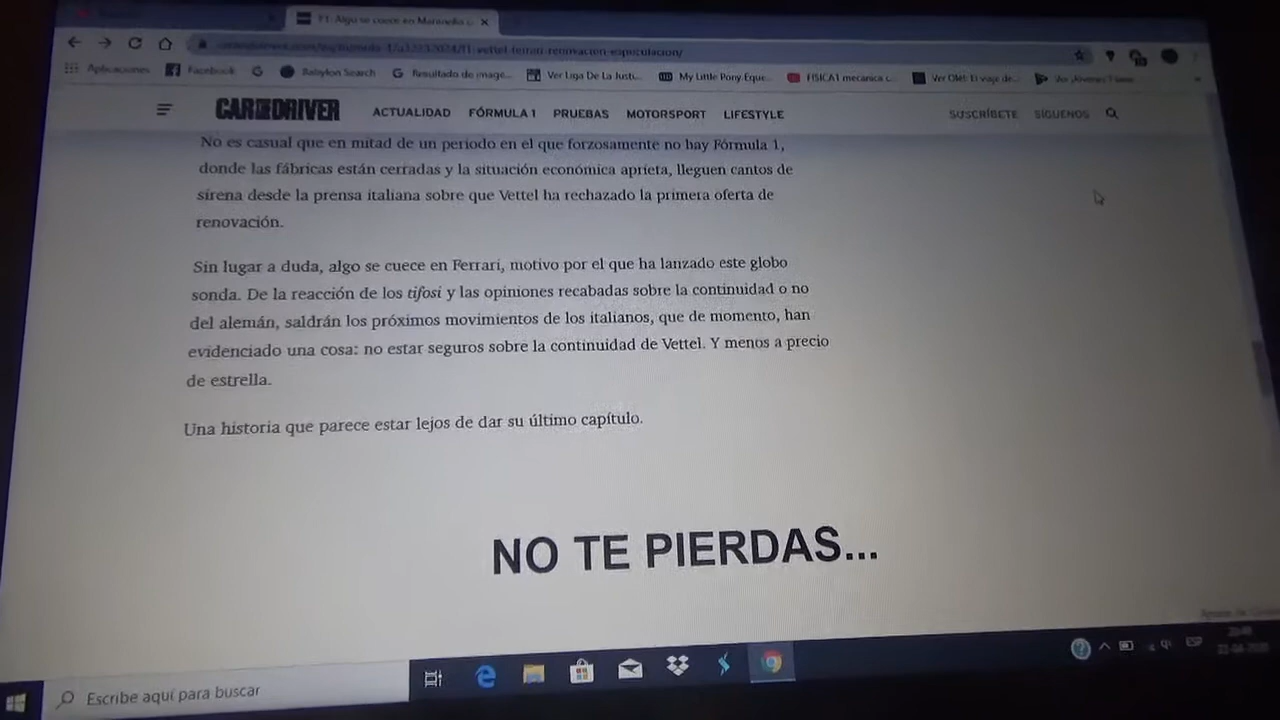 F1: Algo se cuece en Maranello
Aplicaciones Facebook Babylon Search Resultado de image... Ver Liga De La Justi... My Little Pony Eque... FISICA1 mecanica
CAR AND DRIVER ACTUALIDAD FÓRMULA 1 PRUEBAS MOTORSPORT LIFESTYLE SUSCRÍBETE SÍGUENOS
No es casual que en mitad de un periodo en el que forzosamente no hay Fórmula 1,
donde las fábricas están cerradas y la situación económica aprieta, lleguen cantos de
sirena desde la prensa italiana sobre que Vettel ha rechazado la primera oferta de
renovación.
Sin lugar a duda, algo se cuece en Ferrari, motivo por el que ha lanzado este globo
sonda. De la reacción de los tifosi y las opiniones recabadas sobre la continuidad o no
del alemán, saldrán los próximos movimientos de los italianos, que de momento, han
evidenciado una cosa: no estar seguros sobre la continuidad de Vettel. Y menos a precio
de estrella.
Una historia que parece estar lejos de dar su último capítulo.
NO TE PIERDAS...
Escribe aquí para buscar